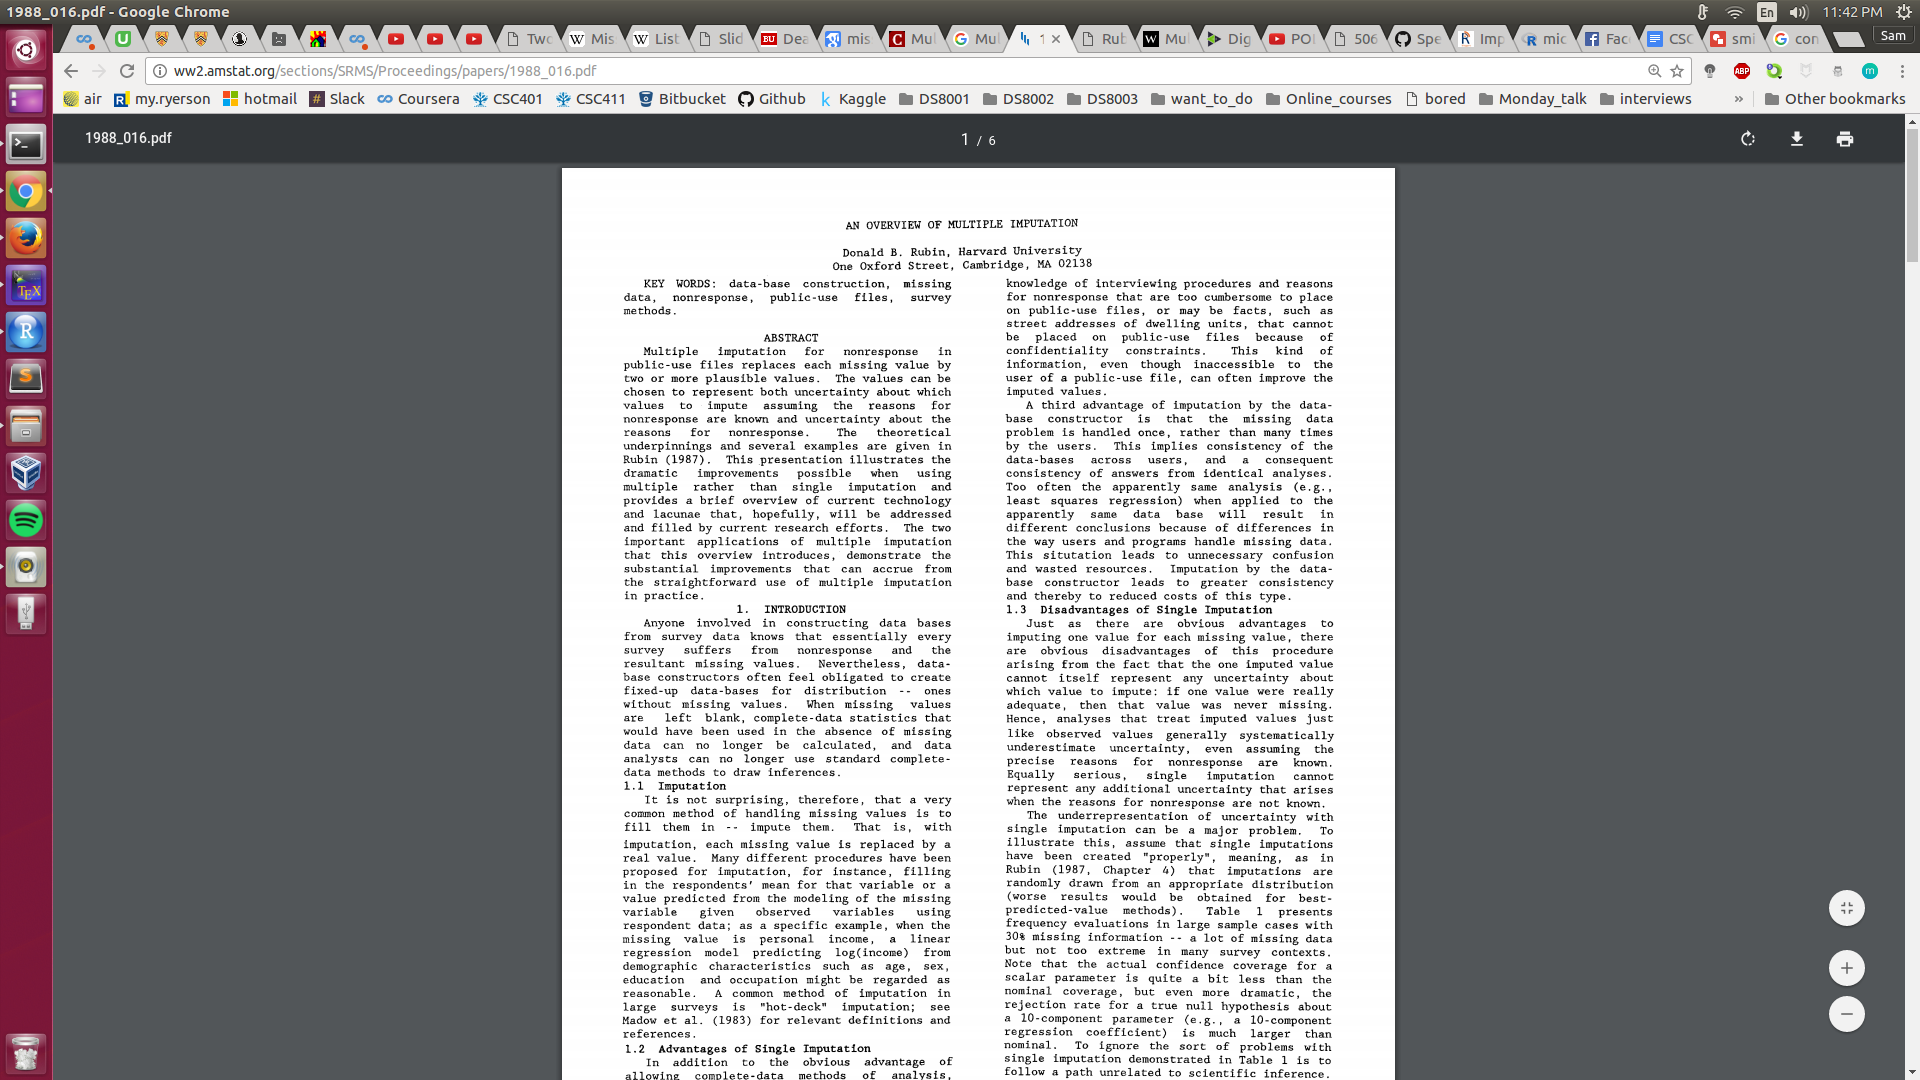 1988_016.pdf - Google Chrome
En
11:42 PM
Two
Mis
List
Slid
Dea
mis
Mul
Mul
1
Rub
Mul
Dig
PO
506
Spe
Imp
mic
Fac
CSC
smi
con
Sam
ww2.amstat.org/sections/SRMS/Proceedings/papers/1988_016.pdf
ABP
m
air
my.ryerson
hotmail
Slack
Coursera
CSC401
CSC411
Bitbucket
Github
Kaggle
DS8001
DS8002
DS8003
want_to_do
Online_courses
bored
Monday_talk
interviews
»
Other bookmarks
1988_016.pdf
1 / 6
AN OVERVIEW OF MULTIPLE IMPUTATION
Donald B. Rubin, Harvard University
One Oxford Street, Cambridge, MA 02138
KEY WORDS: data-base construction, missing
data, nonresponse, public-use files, survey
methods.
ABSTRACT
Multiple imputation for nonresponse in
public-use files replaces each missing value by
two or more plausible values. The values can be
chosen to represent both uncertainty about which
values to impute assuming the reasons for
nonresponse are known and uncertainty about the
reasons for nonresponse. The theoretical
underpinnings and several examples are given in
Rubin (1987). This presentation illustrates the
dramatic improvements possible when using
multiple rather than single imputation and
provides a brief overview of current technology
and lacunae that, hopefully, will be addressed
and filled by current research efforts. The two
important applications of multiple imputation
that this overview introduces, demonstrate the
substantial improvements that can accrue from
the straightforward use of multiple imputation
in practice.
1. INTRODUCTION
Anyone involved in constructing data bases
from survey data knows that essentially every
survey suffers from nonresponse and the
resultant missing values. Nevertheless, data-
base constructors often feel obligated to create
fixed-up data-bases for distribution -- ones
without missing values. When missing values
are left blank, complete-data statistics that
would have been used in the absence of missing
data can no longer be calculated, and data
analysts can no longer use standard complete-
data methods to draw inferences.
1.1 Imputation
It is not surprising, therefore, that a very
common method of handling missing values is to
fill them in -- impute them. That is, with
imputation, each missing value is replaced by a
real value. Many different procedures have been
proposed for imputation, for instance, filling
in the respondents' mean for that variable or a
value predicted from the modeling of the missing
variable given observed variables using
respondent data; as a specific example, when the
missing value is personal income, a linear
regression model predicting log(income) from
demographic characteristics such as age, sex,
education and occupation might be regarded as
reasonable. A common method of imputation in
large surveys is "hot-deck" imputation; see
Madow et al. (1983) for relevant definitions and
references.
1.2 Advantages of Single Imputation
In addition to the obvious advantage of
allowing complete-data methods of analysis,
knowledge of interviewing procedures and reasons
for nonresponse that are too cumbersome to place
on public-use files, or may be facts, such as
street addresses of dwelling units, that cannot
be placed on public-use files because of
confidentiality constraints. This kind of
information, even though inaccessible to the
user of a public-use file, can often improve the
imputed values.
A third advantage of imputation by the data-
base constructor is that the missing data
problem is handled once, rather than many times
by the users. This implies consistency of the
data-bases across users, and a consequent
consistency of answers from identical analyses.
Too often the apparently same analysis (e.g.,
least squares regression) when applied to the
apparently same data base will result in
different conclusions because of differences in
the way users and programs handle missing data.
This situtation leads to unnecessary confusion
and wasted resources. Imputation by the data-
base constructor leads to greater consistency
and thereby to reduced costs of this type.
1.3 Disadvantages of Single Imputation
Just as there are obvious advantages to
imputing one value for each missing value, there
are obvious disadvantages of this procedure
arising from the fact that the one imputed value
cannot itself represent any uncertainty about
which value to impute: if one value were really
adequate, then that value was never missing.
Hence, analyses that treat imputed values just
like observed values generally systematically
underestimate uncertainty, even assuming the
precise reasons for nonresponse are known.
Equally serious, single imputation cannot
represent any additional uncertainty that arises
when the reasons for nonresponse are not known.
The underrepresentation of uncertainty with
single imputation can be a major problem. To
illustrate this, assume that single imputations
have been created "properly", meaning, as in
Rubin (1987, Chapter 4) that imputations are
randomly drawn from an appropriate distribution
(worse results would be obtained for best-
predicted-value methods). Table 1 presents
frequency evaluations in large sample cases with
30% missing information -- a lot of missing data
but not too extreme in many survey contexts.
Note that the actual confidence coverage for a
scalar parameter is quite a bit less than the
nominal coverage, but even more dramatic, the
rejection rate for a true null hypothesis about
a 10-component parameter (e.g., a 10-component
regression coefficient) is much larger than
nominal. To ignore the sort of problems with
single imputation demonstrated in Table 1 is to
follow a path unrelated to scientific inference.